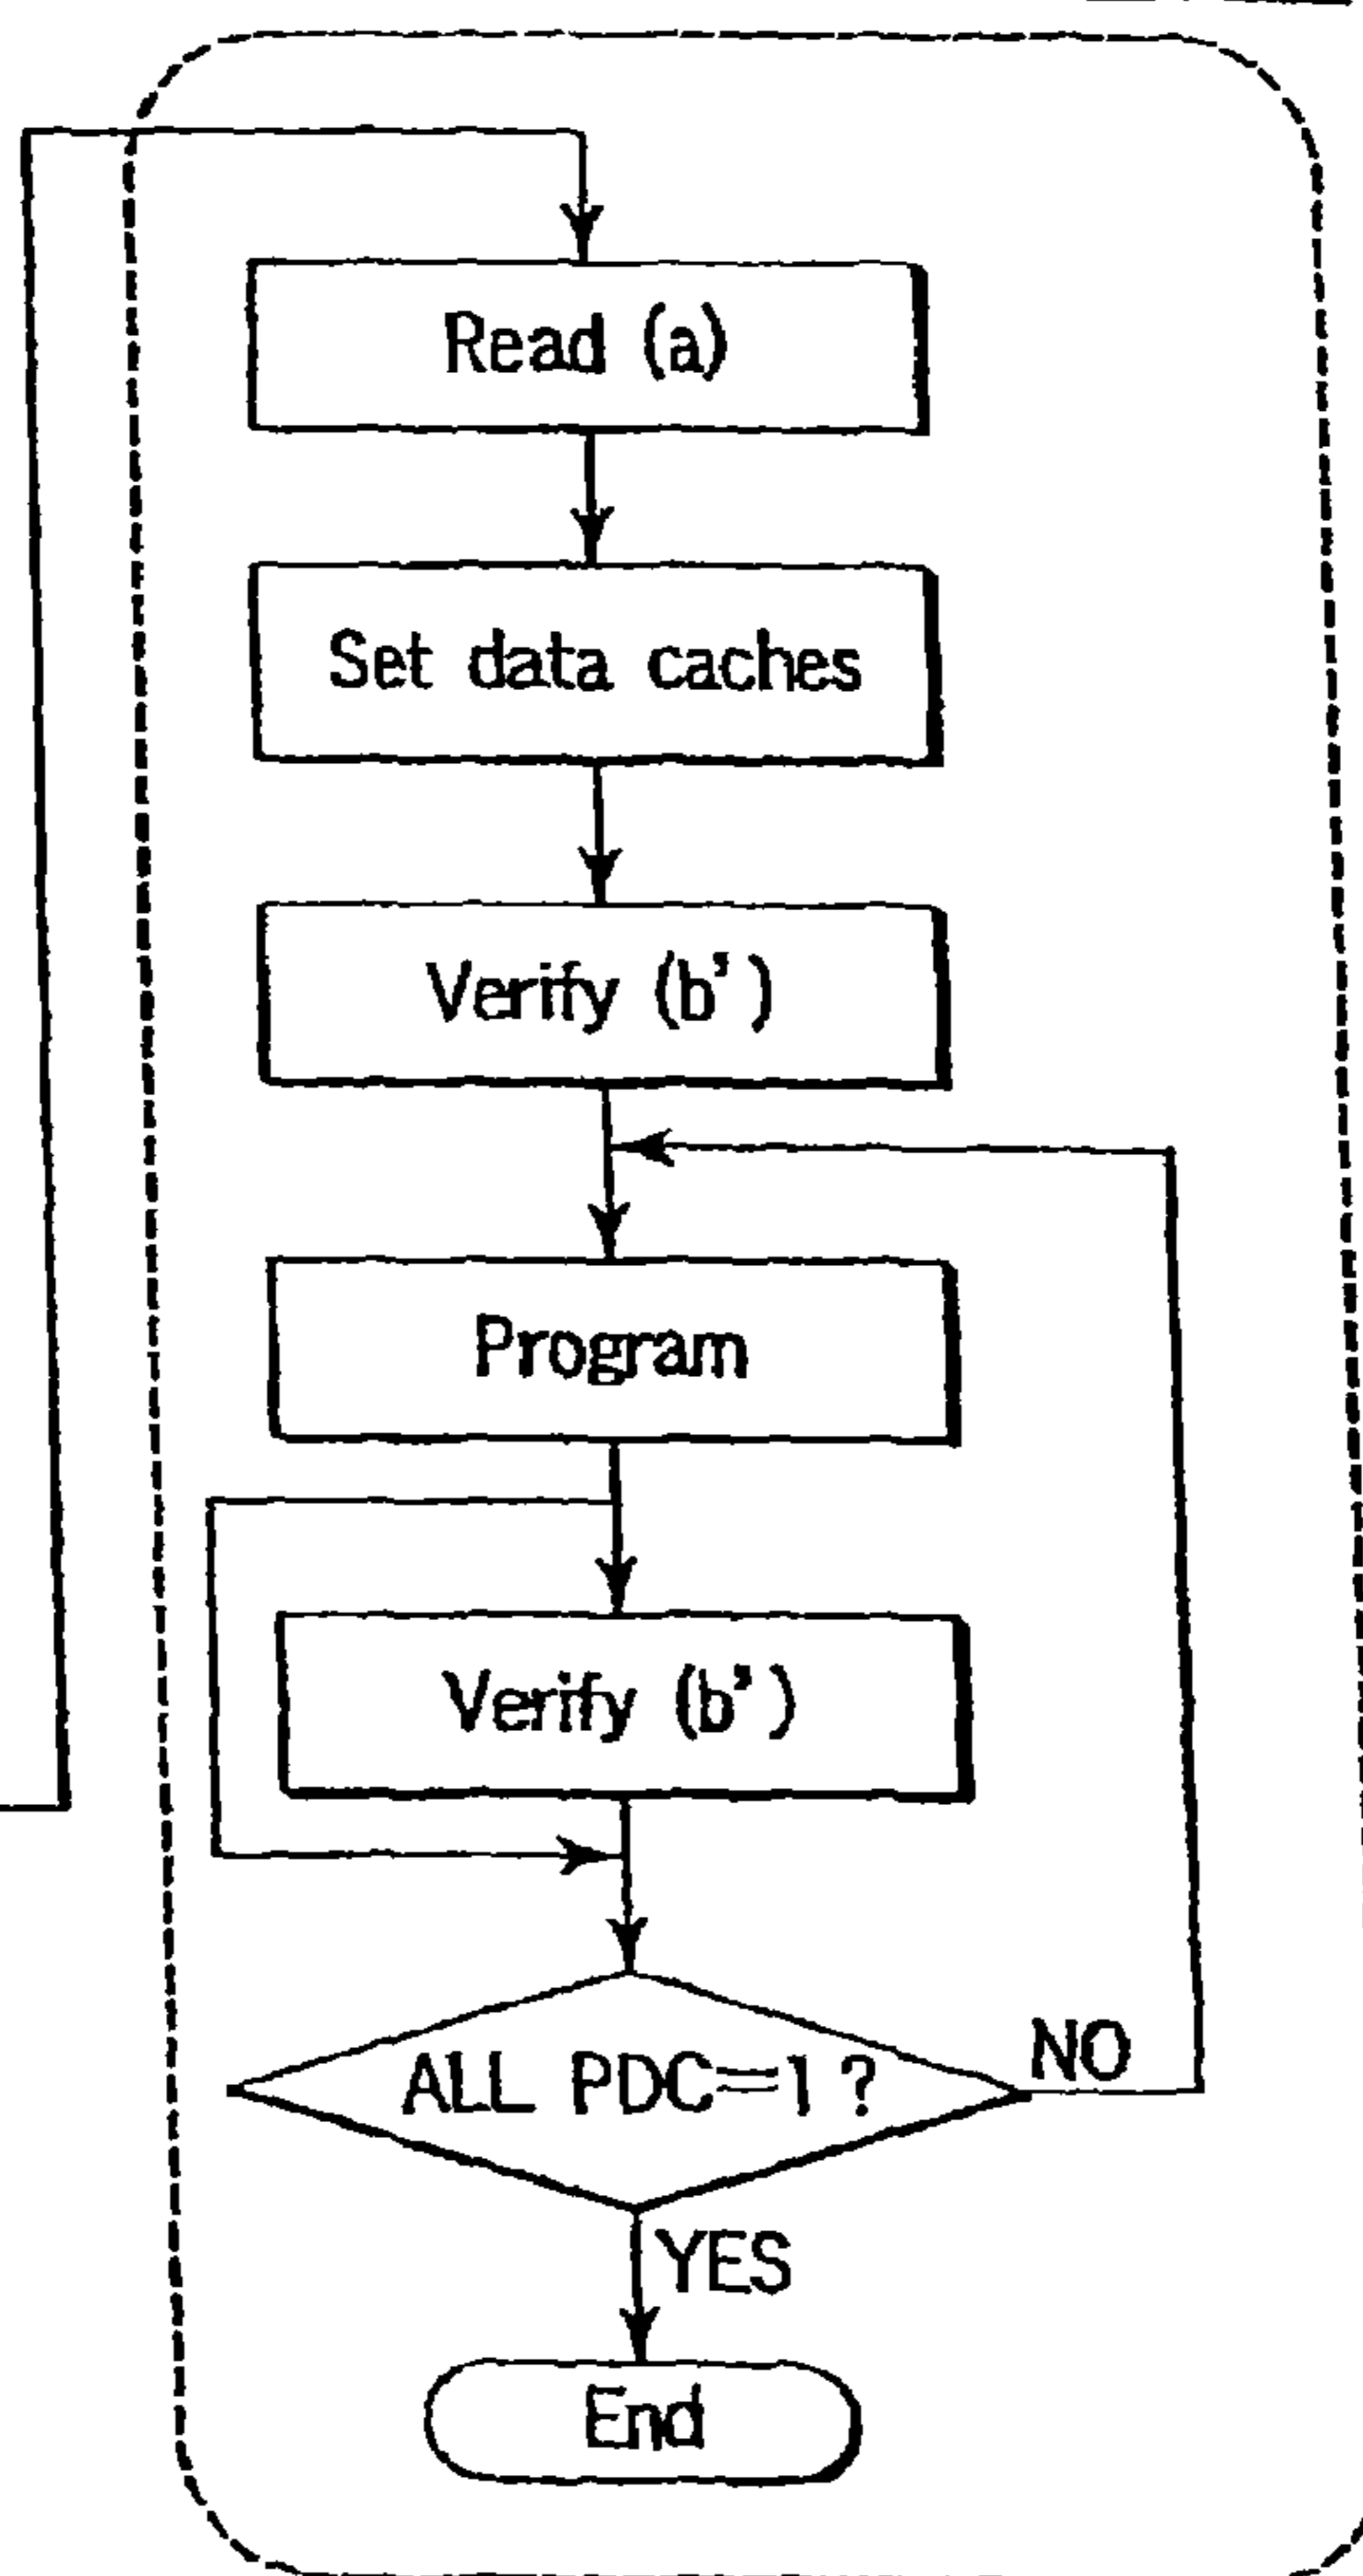 Read (a)
Set data caches
Verify (b')
Program
Verify (b')
ALL PDC=1 ?
NO
YES
End